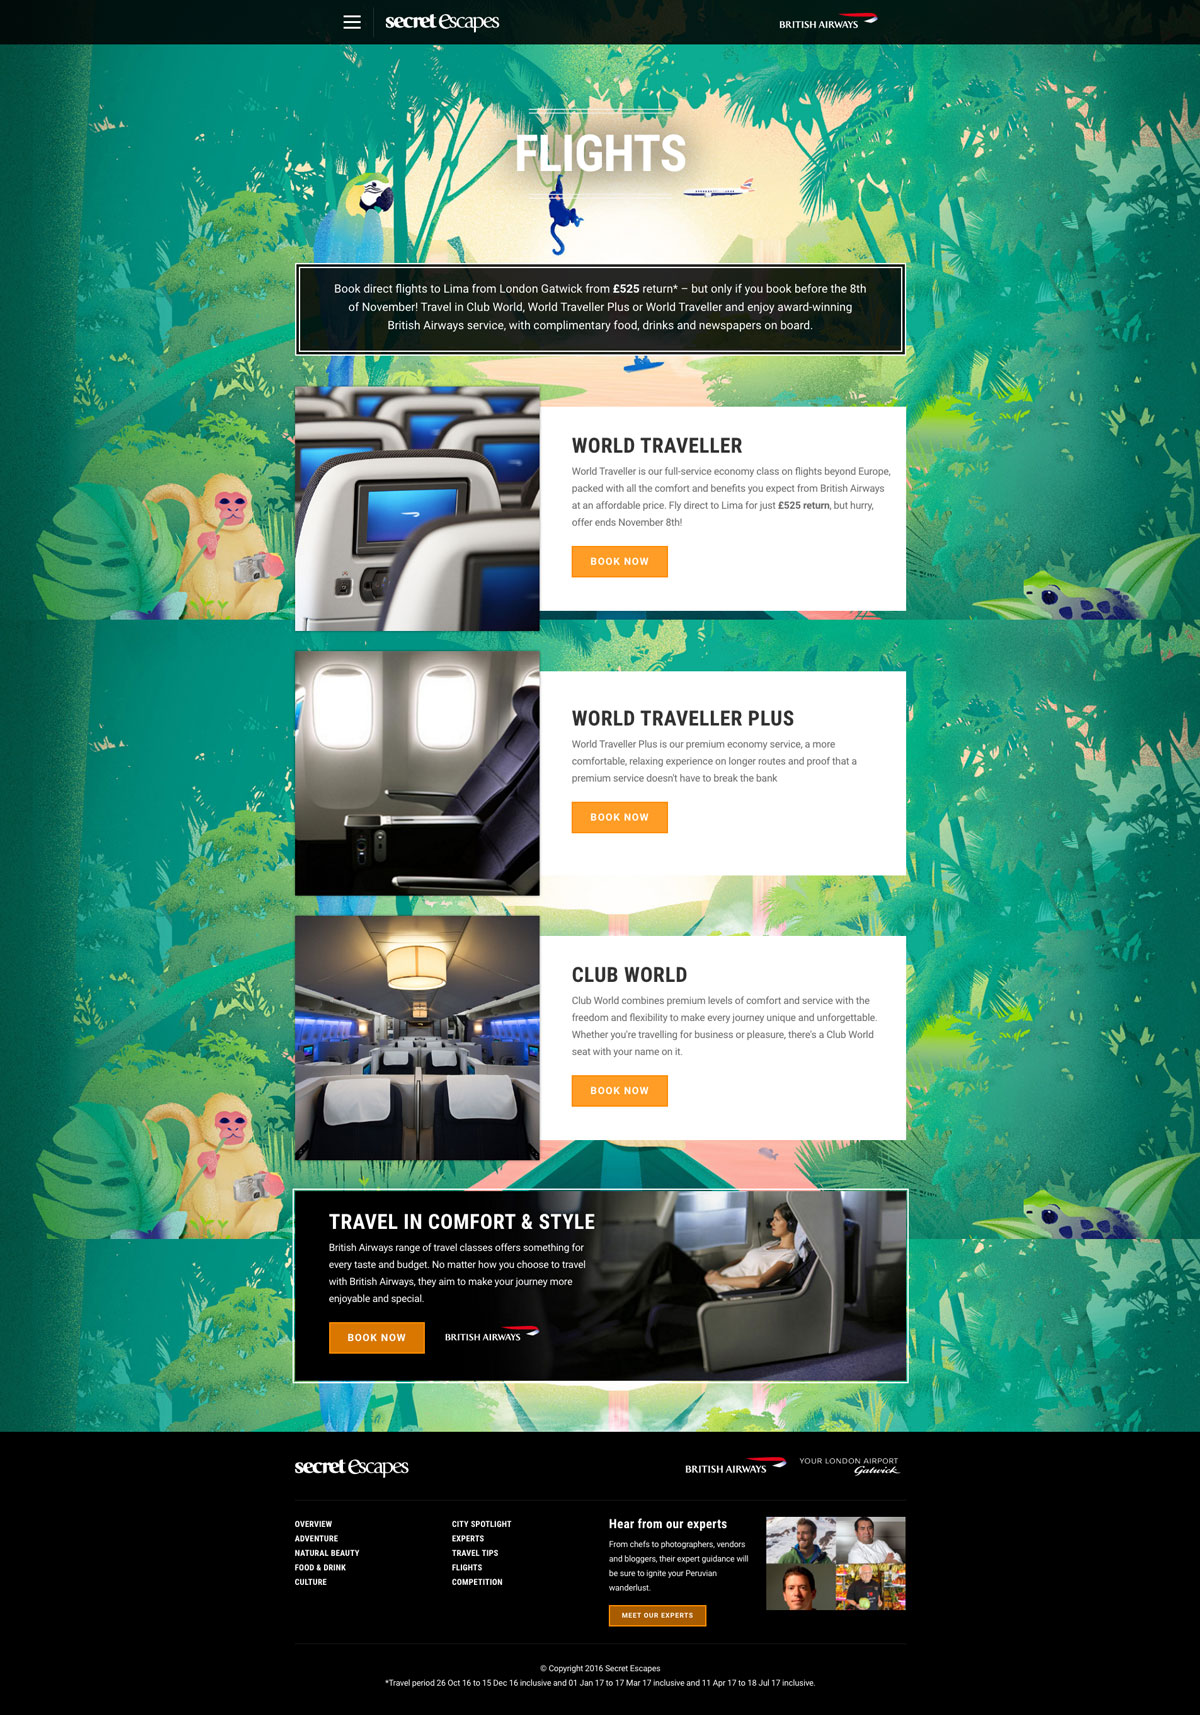 secret Escapes
BRITISH AIRWAYS
FLIGHTS
Book direct flights to Lima from London Gatwick from £525 return* – but only if you book before the 8th
of November! Travel in Club World, World Traveller Plus or World Traveller and enjoy award-winning
British Airways service, with complimentary food, drinks and newspapers on board.
WORLD TRAVELLER
World Traveller is our full-service economy class on flights beyond Europe,
packed with all the comfort and benefits you expect from British Airways
at an affordable price. Fly direct to Lima for just £525 return, but hurry,
offer ends November 8th!
BOOK NOW
WORLD TRAVELLER PLUS
World Traveller Plus is our premium economy service, a more
comfortable, relaxing experience on longer routes and proof that a
premium service doesn't have to break the bank
BOOK NOW
CLUB WORLD
Club World combines premium levels of comfort and service with the
freedom and flexibility to make every journey unique and unforgettable.
Whether you're travelling for business or pleasure, there's a Club World
seat with your name on it.
BOOK NOW
TRAVEL IN COMFORT & STYLE
British Airways range of travel classes offers something for
every taste and budget. No matter how you choose to travel
with British Airways, they aim to make your journey more
enjoyable and special.
BOOK NOW
BRITISH AIRWAYS
secret Escapes
BRITISH AIRWAYS
YOUR LONDON AIRPORT
Gatwick
OVERVIEW
ADVENTURE
NATURAL BEAUTY
FOOD & DRINK
CULTURE
CITY SPOTLIGHT
EXPERTS
TRAVEL TIPS
FLIGHTS
COMPETITION
Hear from our experts
From chefs to photographers, vendors
and bloggers, their expert guidance will
be sure to ignite your Peruvian
wanderlust.
MEET OUR EXPERTS
© Copyright 2016 Secret Escapes
*Travel period 26 Oct 16 to 15 Dec 16 inclusive and 01 Jan 17 to 17 Mar 17 inclusive and 11 Apr 17 to 18 Jul 17 inclusive.